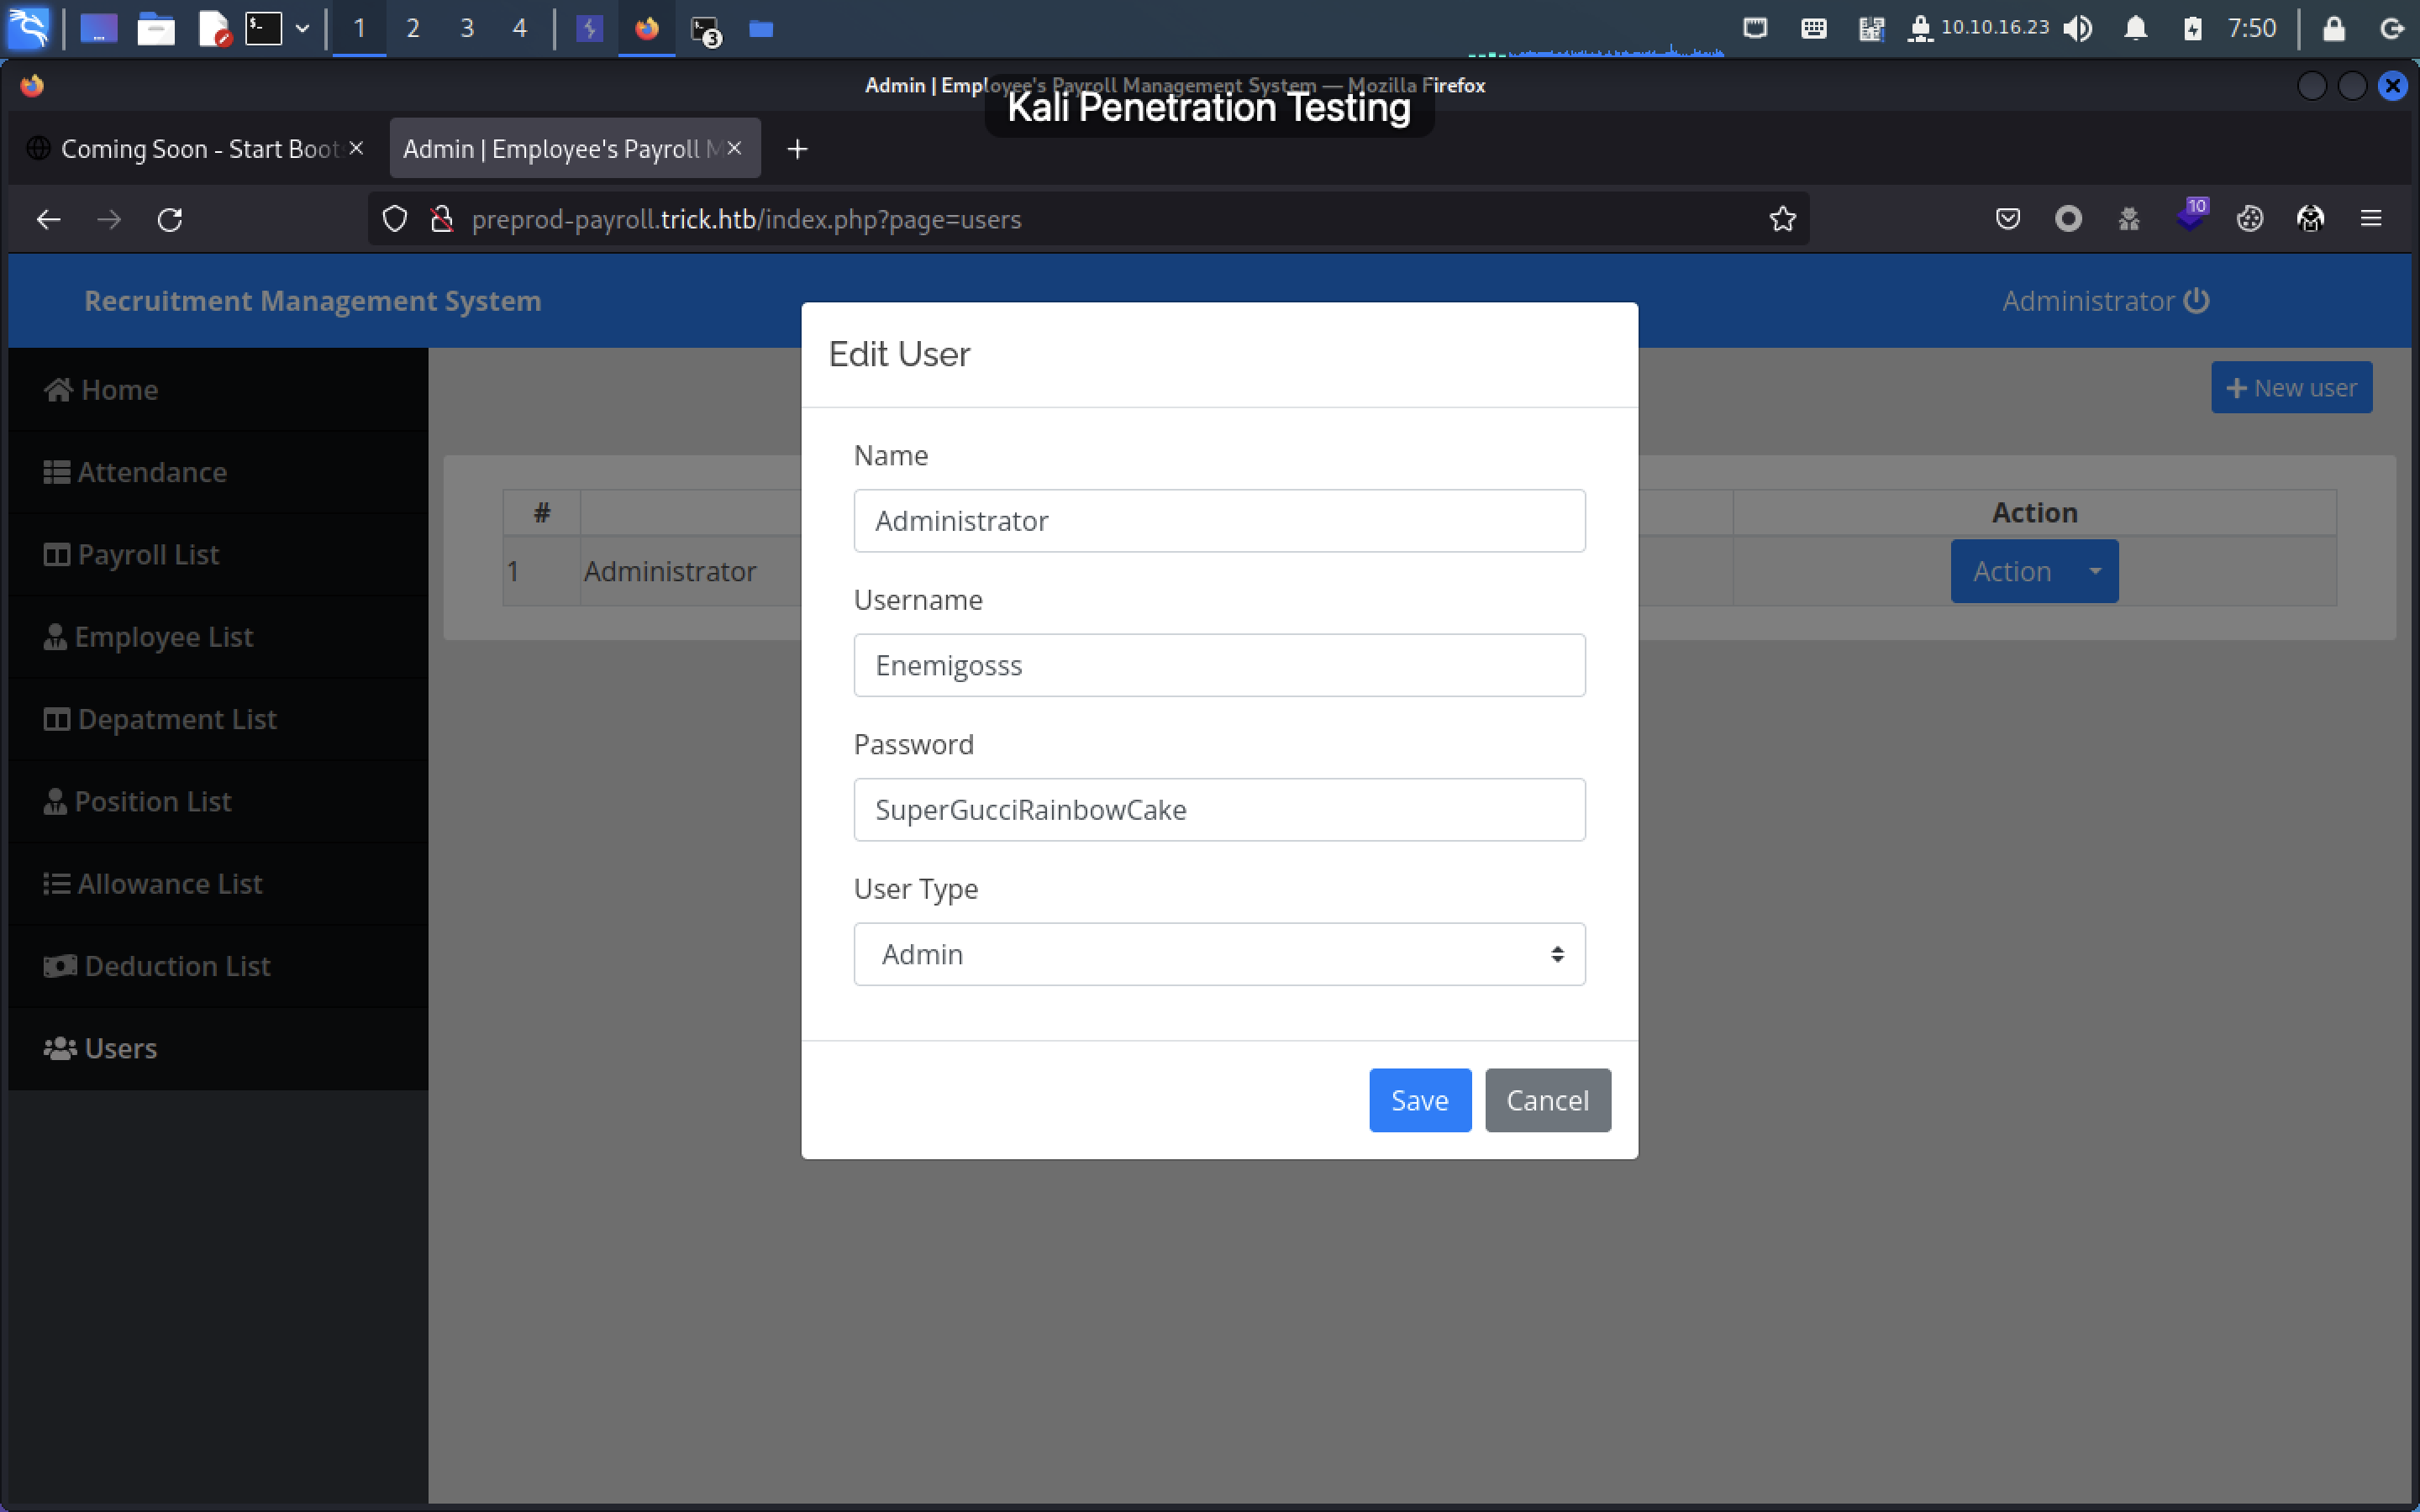 1 2 3 4 3 10.10.16.23 7:50
Admin | Employee's Payroll Management System — Mozilla Firefox
Kali Penetration Testing
Coming Soon - Start Boot
Admin | Employee's Payroll M
preprod-payroll.trick.htb/index.php?page=users
10
Recruitment Management System
Administrator
Home
Attendance
Payroll List
Employee List
Depatment List
Position List
Allowance List
Deduction List
Users
New user
# Action
1 Administrator Action
Edit User
Name
Administrator
Username
Enemigosss
Password
SuperGucciRainbowCake
User Type
Admin
Save Cancel